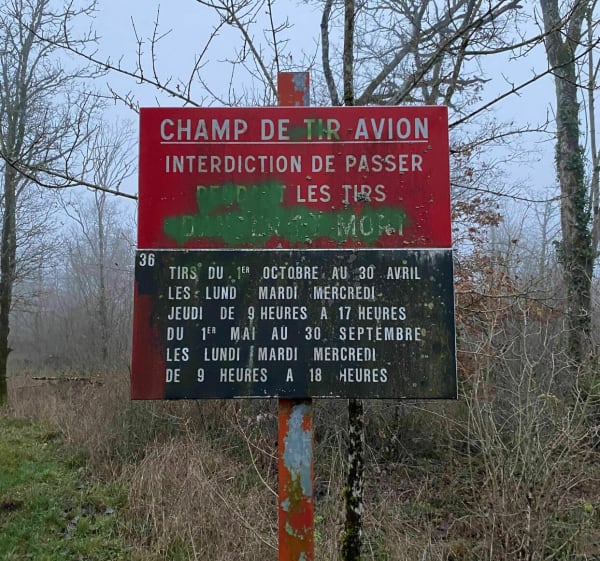 CHAMP DE TIR AVION
INTERDICTION DE PASSER
LES TIRS
MORT
36
TIRS DU 1ER OCTOBRE AU 30 AVRIL
LES LUND MARDI MERCREDI
JEUDI DE 9 HEURES A 17 HEURES
DU 1ER MAI AU 30 SEPTEMBRE
LES LUNDI MARDI MERCREDI
DE 9 HEURES A 18 HEURES